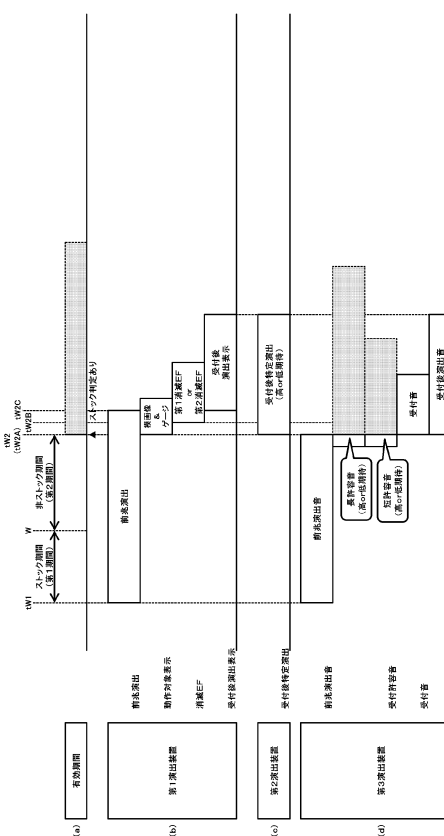 tW1
W
tW2
(tW2A)
tW2B
tW2C
ストック期間
(第1期間)
非ストック期間
(第2期間)
(a)
有効期間
ストック判定あり
(b)
第1演出装置
前兆演出
動作対象表示
消滅EF
受付後演出表示
前兆演出
複画像
&
ゲージ
第1消滅EF
or
第2消滅EF
受付後
演出表示
(c)
第2演出装置
受付後特定演出
受付後特定演出
(高or低期待)
(d)
第3演出装置
前兆演出音
受付許容音
受付音
前兆演出音
長許容音
(高or低期待)
短許容音
(高or低期待)
受付音
受付後演出音